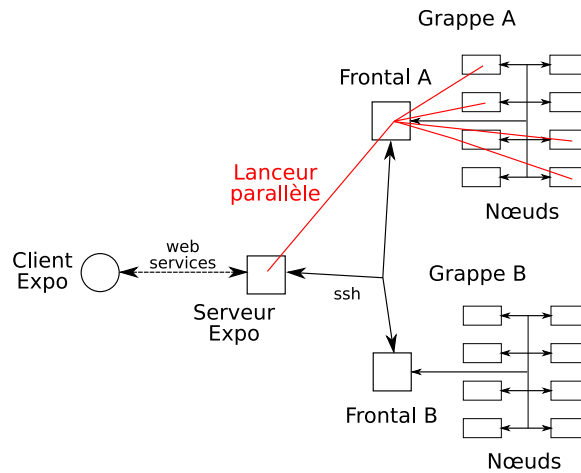 Grappe A
Frontal A
Lanceur
parallèle
Nœuds
Client
Expo
web
services
Serveur
Expo
ssh
Grappe B
Frontal B
Nœuds